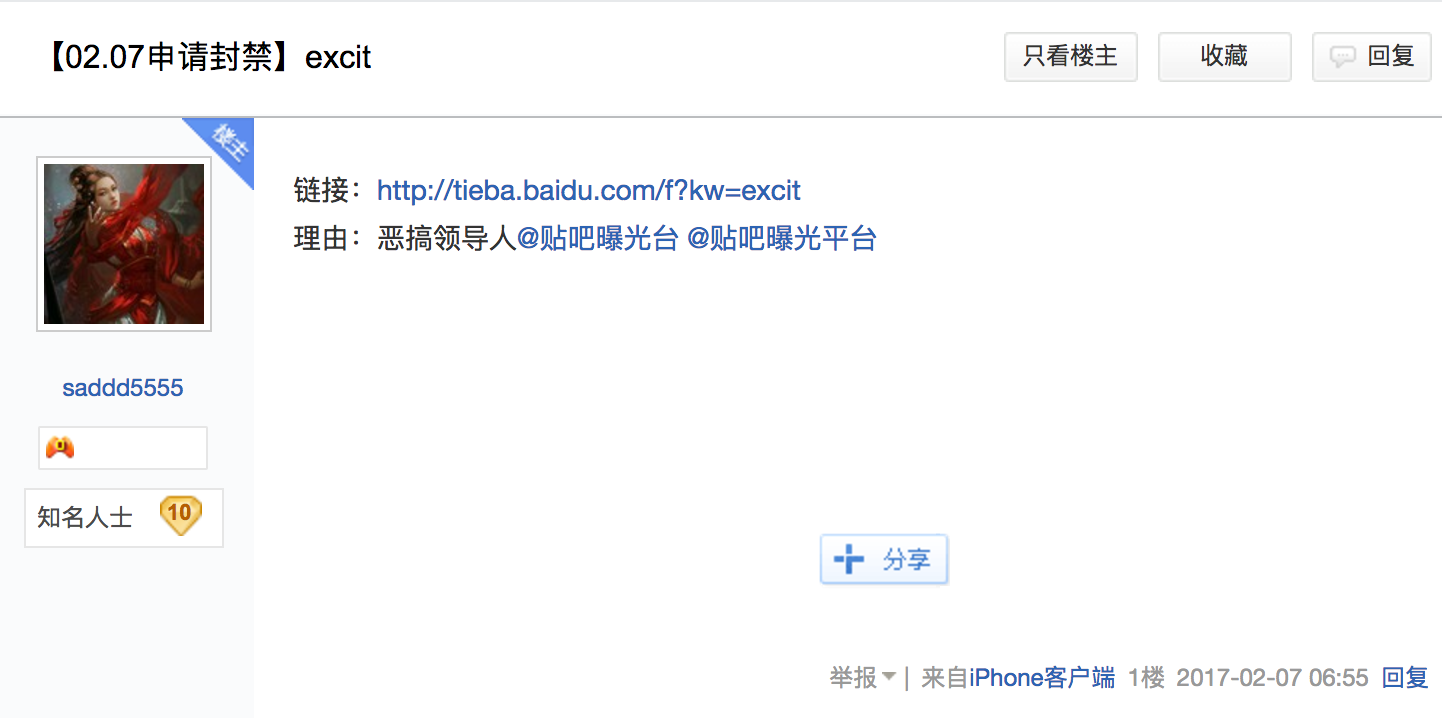 【02.07申请封禁】excit
只看楼主
收藏
回复
楼主
链接：http://tieba.baidu.com/f?kw=excit
理由：恶搞领导人@贴吧曝光台 @贴吧曝光平台
saddd5555
知名人士 10
分享
举报 | 来自iPhone客户端 1楼 2017-02-07 06:55 回复